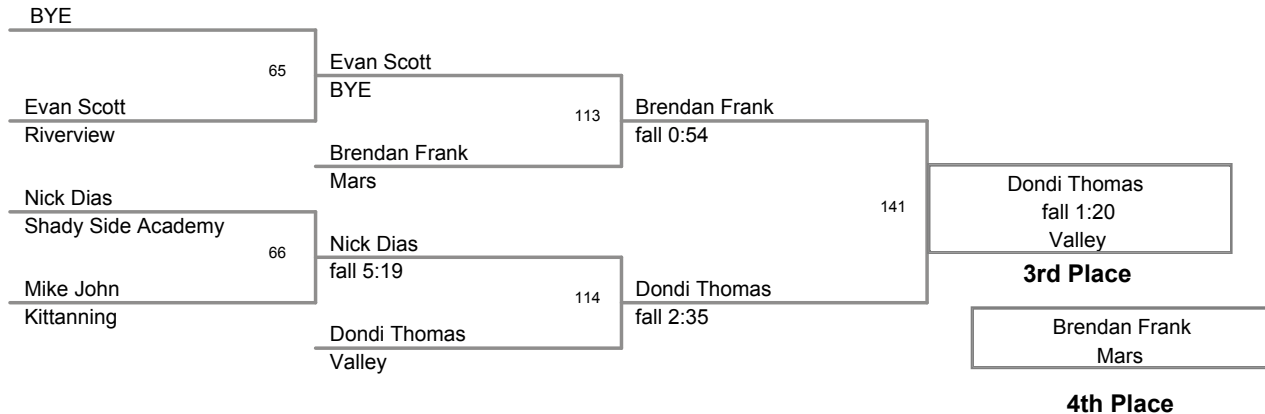 BYE
65
Evan Scott
Riverview
Evan Scott
BYE
113
Brendan Frank
Mars
Brendan Frank
fall 0:54
Nick Dias
Shady Side Academy
66
Mike John
Kittanning
Nick Dias
fall 5:19
114
Dondi Thomas
Valley
Dondi Thomas
fall 2:35
141
Dondi Thomas
fall 1:20
Valley
3rd Place
Brendan Frank
Mars
4th Place